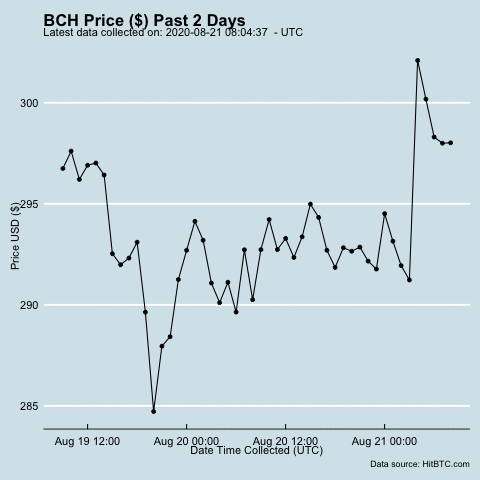 BCH Price ($) Past 2 Days
Latest data collected on: 2020-08-21 08:04:37 - UTC
300
295
290
285
Price USD ($)
Aug 19 12:00 Aug 20 00:00 Aug 20 12:00 Aug 21 00:00
Date Time Collected (UTC)
Data source: HitBTC.com